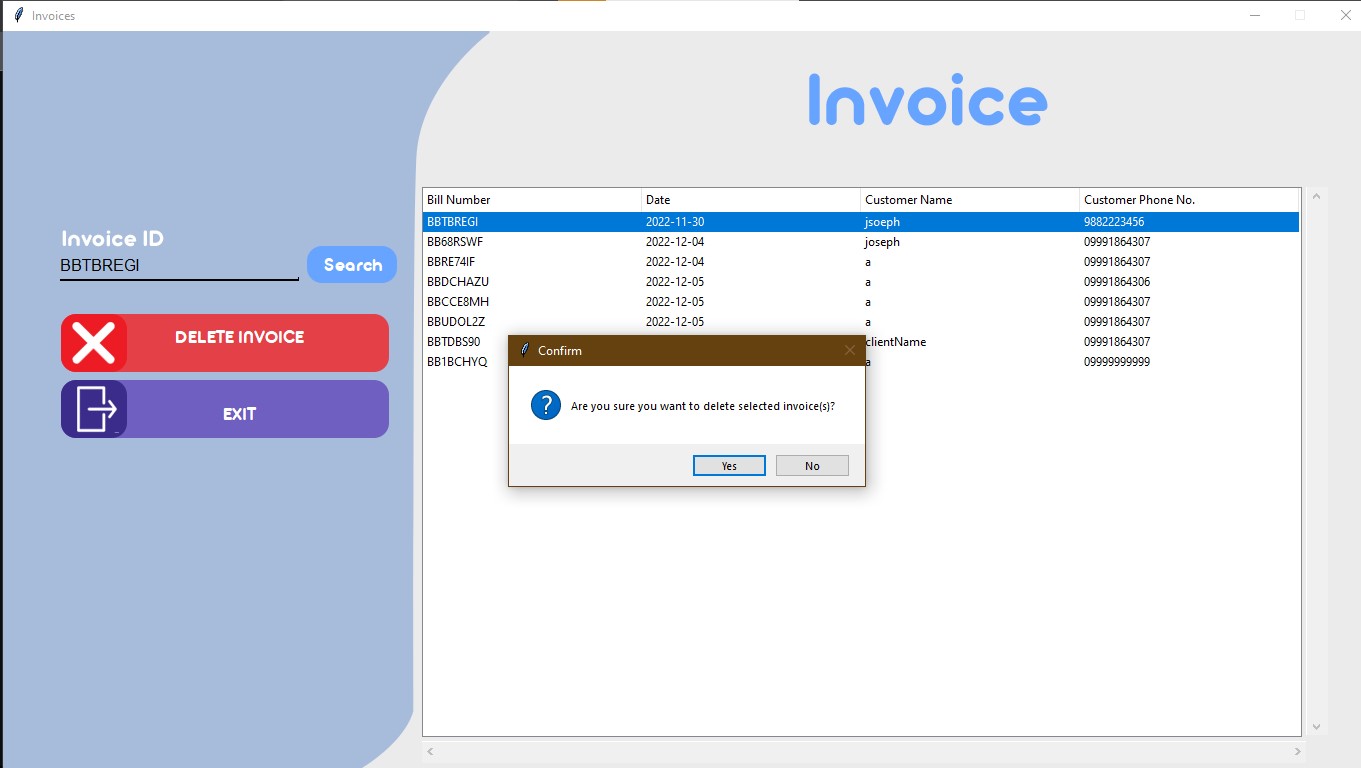 Invoices
Invoice
Invoice ID
BBTBREGI
Search
DELETE INVOICE
EXIT
Bill Number Date Customer Name Customer Phone No.
BBTBREGI 2022-11-30 jsoeph 9882223456
BB68RSWF 2022-12-04 joseph 09991864307
BBRE74IF 2022-12-04 a 09991864307
BBDCHAZU 2022-12-05 a 09991864306
BBCCE8MH 2022-12-05 a 09991864307
BBUDOL2Z 2022-12-05 a 09991864307
BBTDBS90 clientName 09991864307
BB1BCHYQ a 09999999999
Confirm
Are you sure you want to delete selected invoice(s)?
Yes No